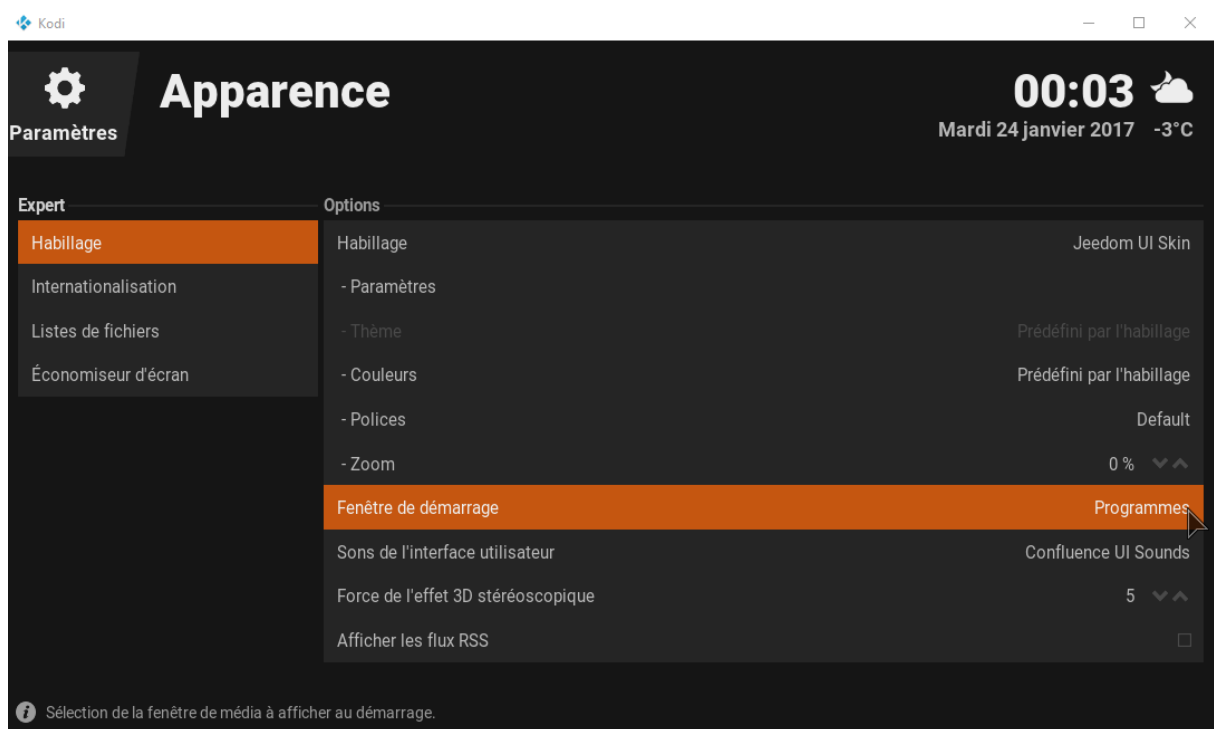 Kodi
Apparence
00:03
Paramètres
Mardi 24 janvier 2017 -3°C
Expert
Options
Habillage
Habillage Jeedom UI Skin
Internationalisation
- Paramètres
Listes de fichiers
- Thème Prédéfini par l'habillage
Économiseur d'écran
- Couleurs Prédéfini par l'habillage
- Polices Default
- Zoom 0 %
Fenêtre de démarrage Programmes
Sons de l'interface utilisateur Confluence UI Sounds
Force de l'effet 3D stéréoscopique 5
Afficher les flux RSS
Sélection de la fenêtre de média à afficher au démarrage.